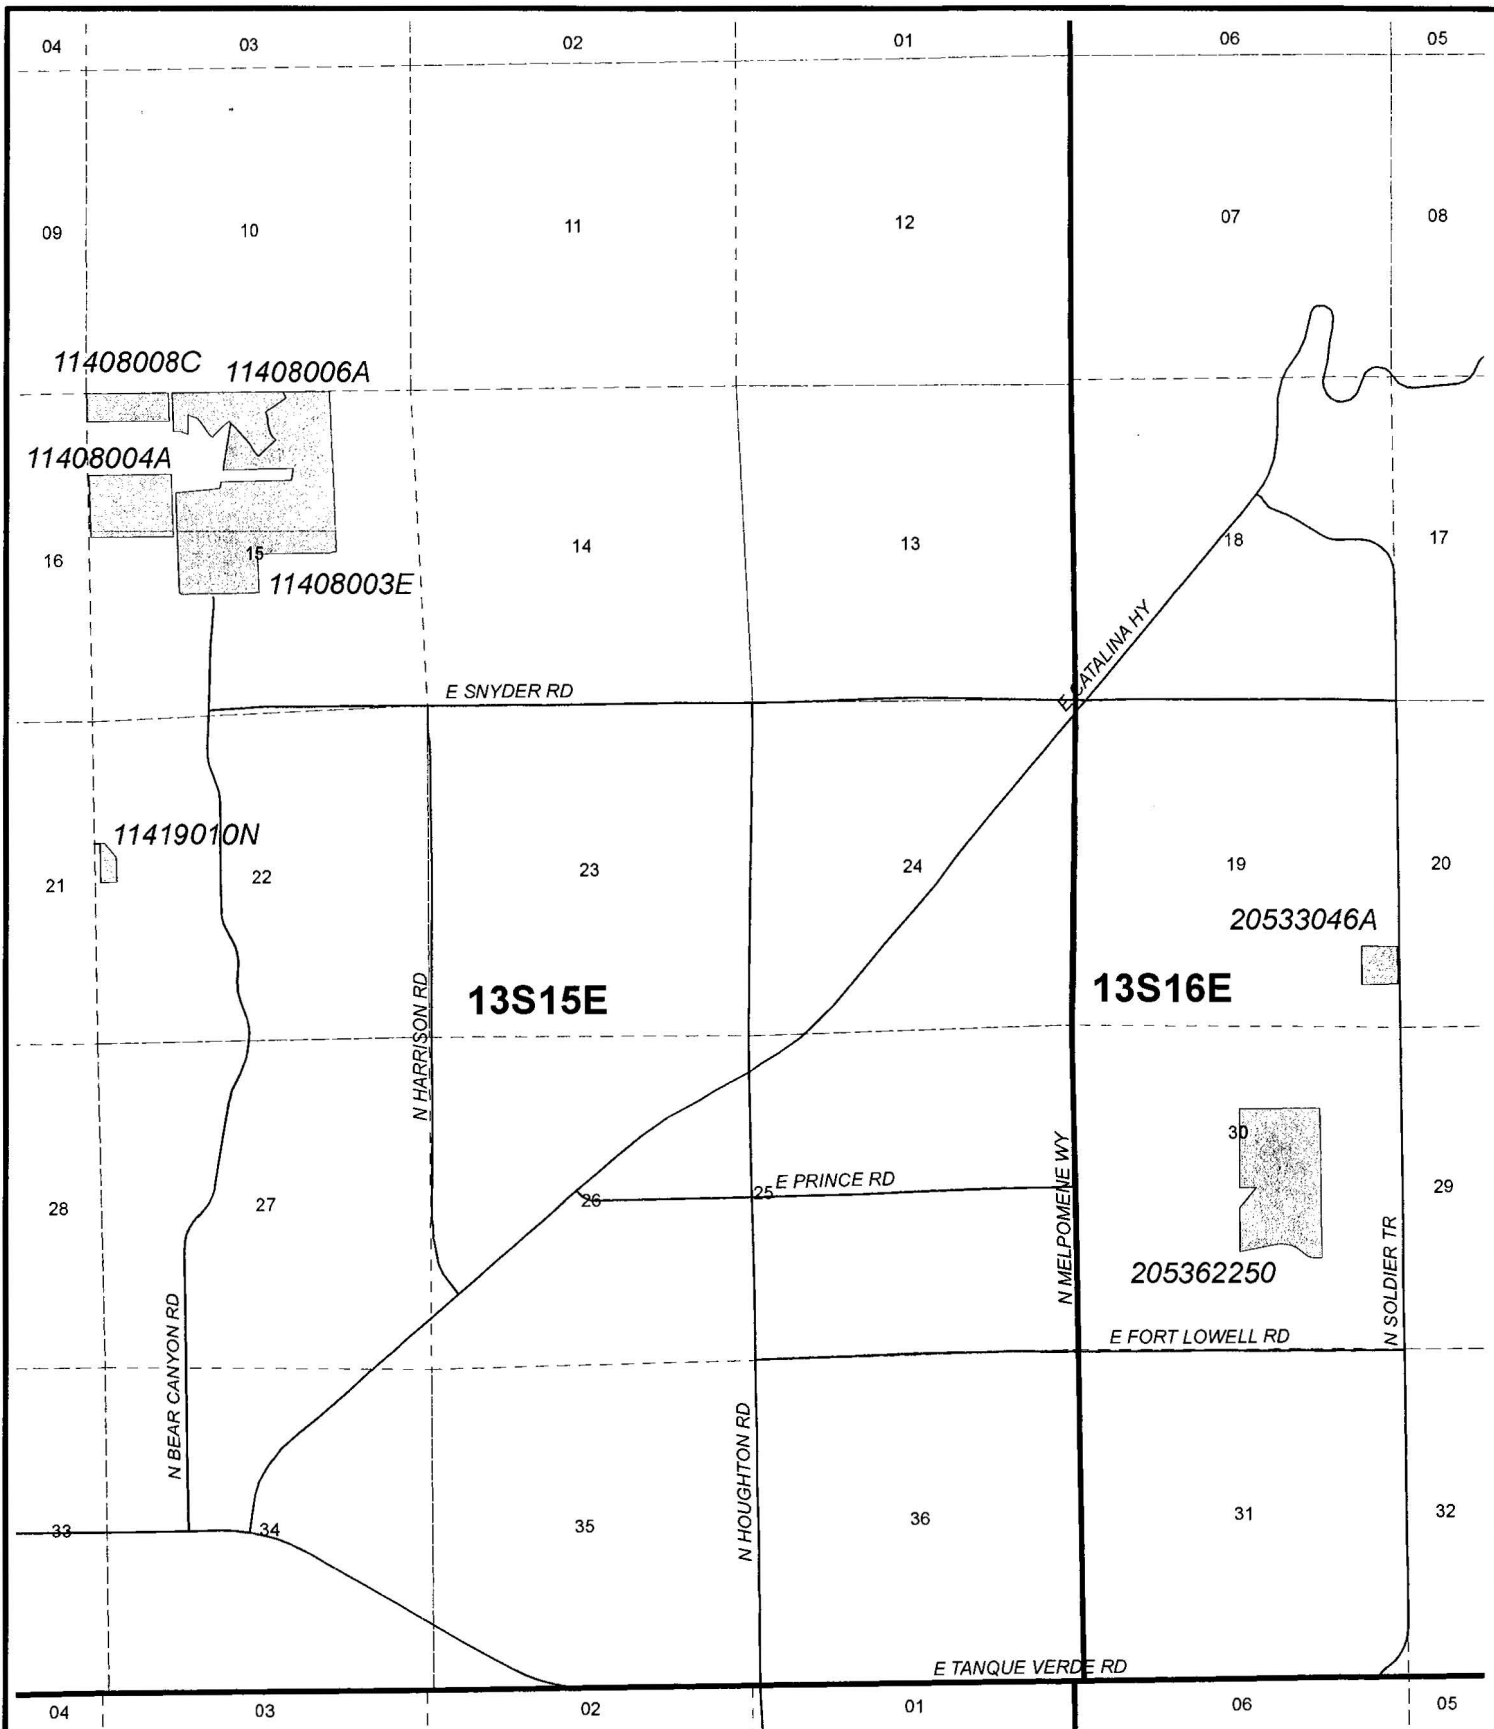 04 03 02 01 06 05
09 10 11 12 07 08
11408008C 11408006A
11408004A
16 15 14 13 18 17
11408003E
E CATALINA HY
E SNYDER RD
11419010N
21 22 23 24 19 20
20533046A
13S15E 13S16E
N HARRISON RD
28 27 26 25 30 29
E PRINCE RD
N MELPOMENE WY
205362250
N SOLDIER TR
N BEAR CANYON RD
E FORT LOWELL RD
N HOUGHTON RD
33 34 35 36 31 32
E TANQUE VERDE RD
04 03 02 01 06 05